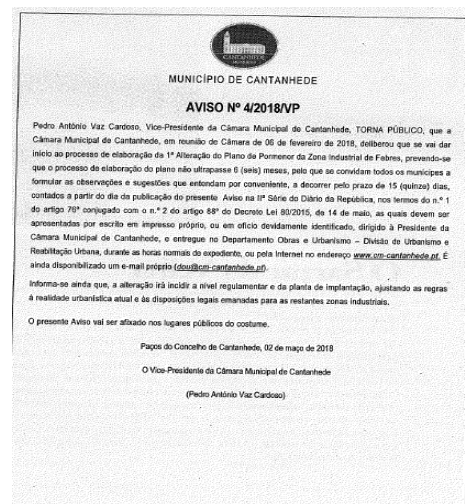 CANTANHEDE
MUNICÍPIO DE CANTANHEDE
AVISO Nº 4/2018/VP
Pedro António Vaz Cardoso, Vice-Presidente da Câmara Municipal de Cantanhede, TORNA PÚBLICO, que a
Câmara Municipal de Cantanhede, em reunião de Câmara de 06 de fevereiro de 2018, deliberou que se vai dar
início ao processo de elaboração da 1ª Alteração do Plano de Pormenor da Zona Industrial de Febres, prevendo-se
que o processo de elaboração do plano não ultrapasse 6 (seis) meses, pelo que se convidam todos os munícipes a
formular as observações e sugestões que entendam por conveniente, a decorrer pelo prazo de 15 (quinze) dias,
contados a partir do dia da publicação do presente Aviso na IIª Série do Diário da República, nos termos do n.º 1
do artigo 76º conjugado com o n.º 2 do artigo 88º do Decreto Lei 80/2015, de 14 de maio, as quais devem ser
apresentadas por escrito em impresso próprio, ou em ofício devidamente identificado, dirigido à Presidente da
Câmara Municipal de Cantanhede, e entregue no Departamento Obras e Urbanismo – Divisão de Urbanismo e
Reabilitação Urbana, durante as horas normais do expediente, ou pela Internet no endereço www.cm-cantanhede.pt. É
ainda disponibilizado um e-mail próprio (dou@cm-cantanhede.pt).
Informa-se ainda que, a alteração irá incidir a nível regulamentar e da planta de implantação, ajustando as regras
à realidade urbanística atual e às disposições legais emanadas para as restantes zonas industriais.
O presente Aviso vai ser afixado nos lugares públicos do costume.
Paços do Concelho de Cantanhede, 02 de março de 2018
O Vice-Presidente da Câmara Municipal de Cantanhede
(Pedro António Vaz Cardoso)